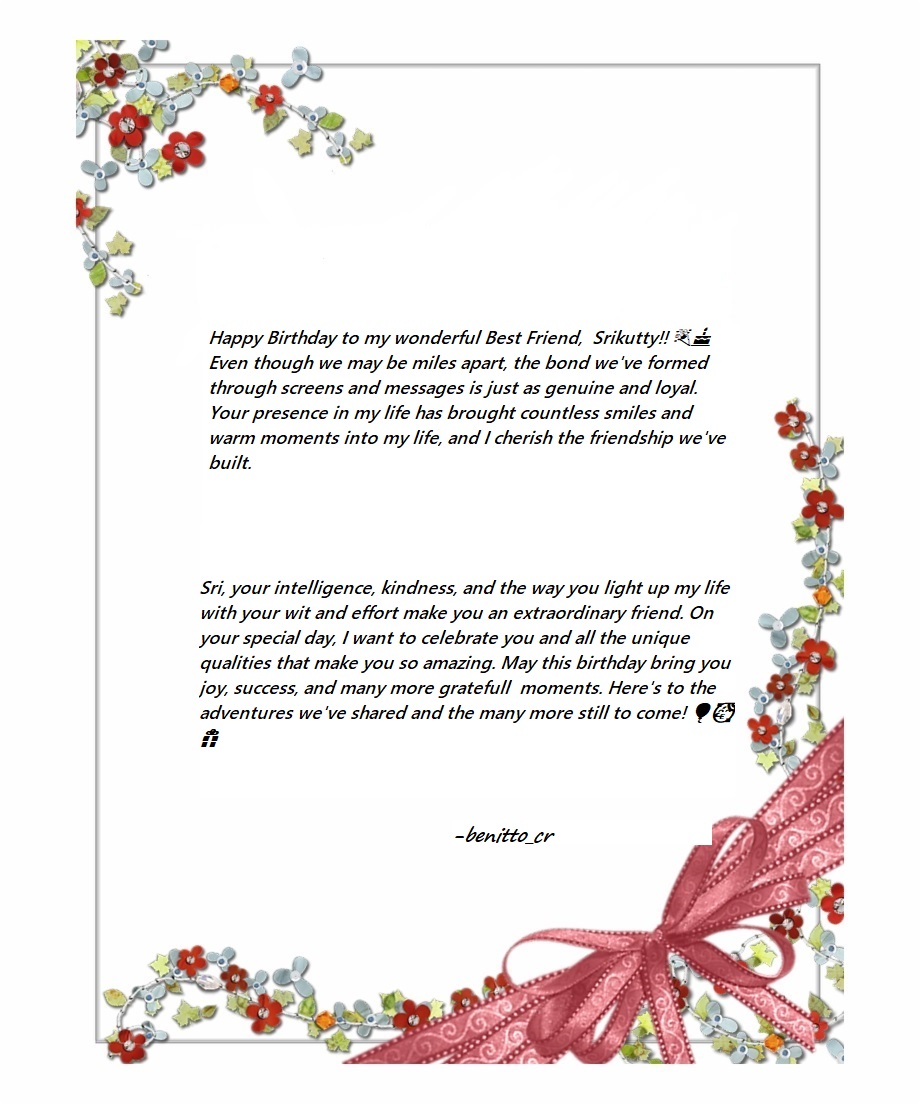 Happy Birthday to my wonderful Best Friend,  Srikutty!! 🎉🎂
Even though we may be miles apart, the bond we've formed
through screens and messages is just as genuine and loyal.
Your presence in my life has brought countless smiles and
warm moments into my life, and I cherish the friendship we've
built.
Sri, your intelligence, kindness, and the way you light up my life
with your wit and effort make you an extraordinary friend. On
your special day, I want to celebrate you and all the unique
qualities that make you so amazing. May this birthday bring you
joy, success, and many more gratefull  moments. Here's to the
adventures we've shared and the many more still to come! 🎈🥳
🎁
-benitto_cr